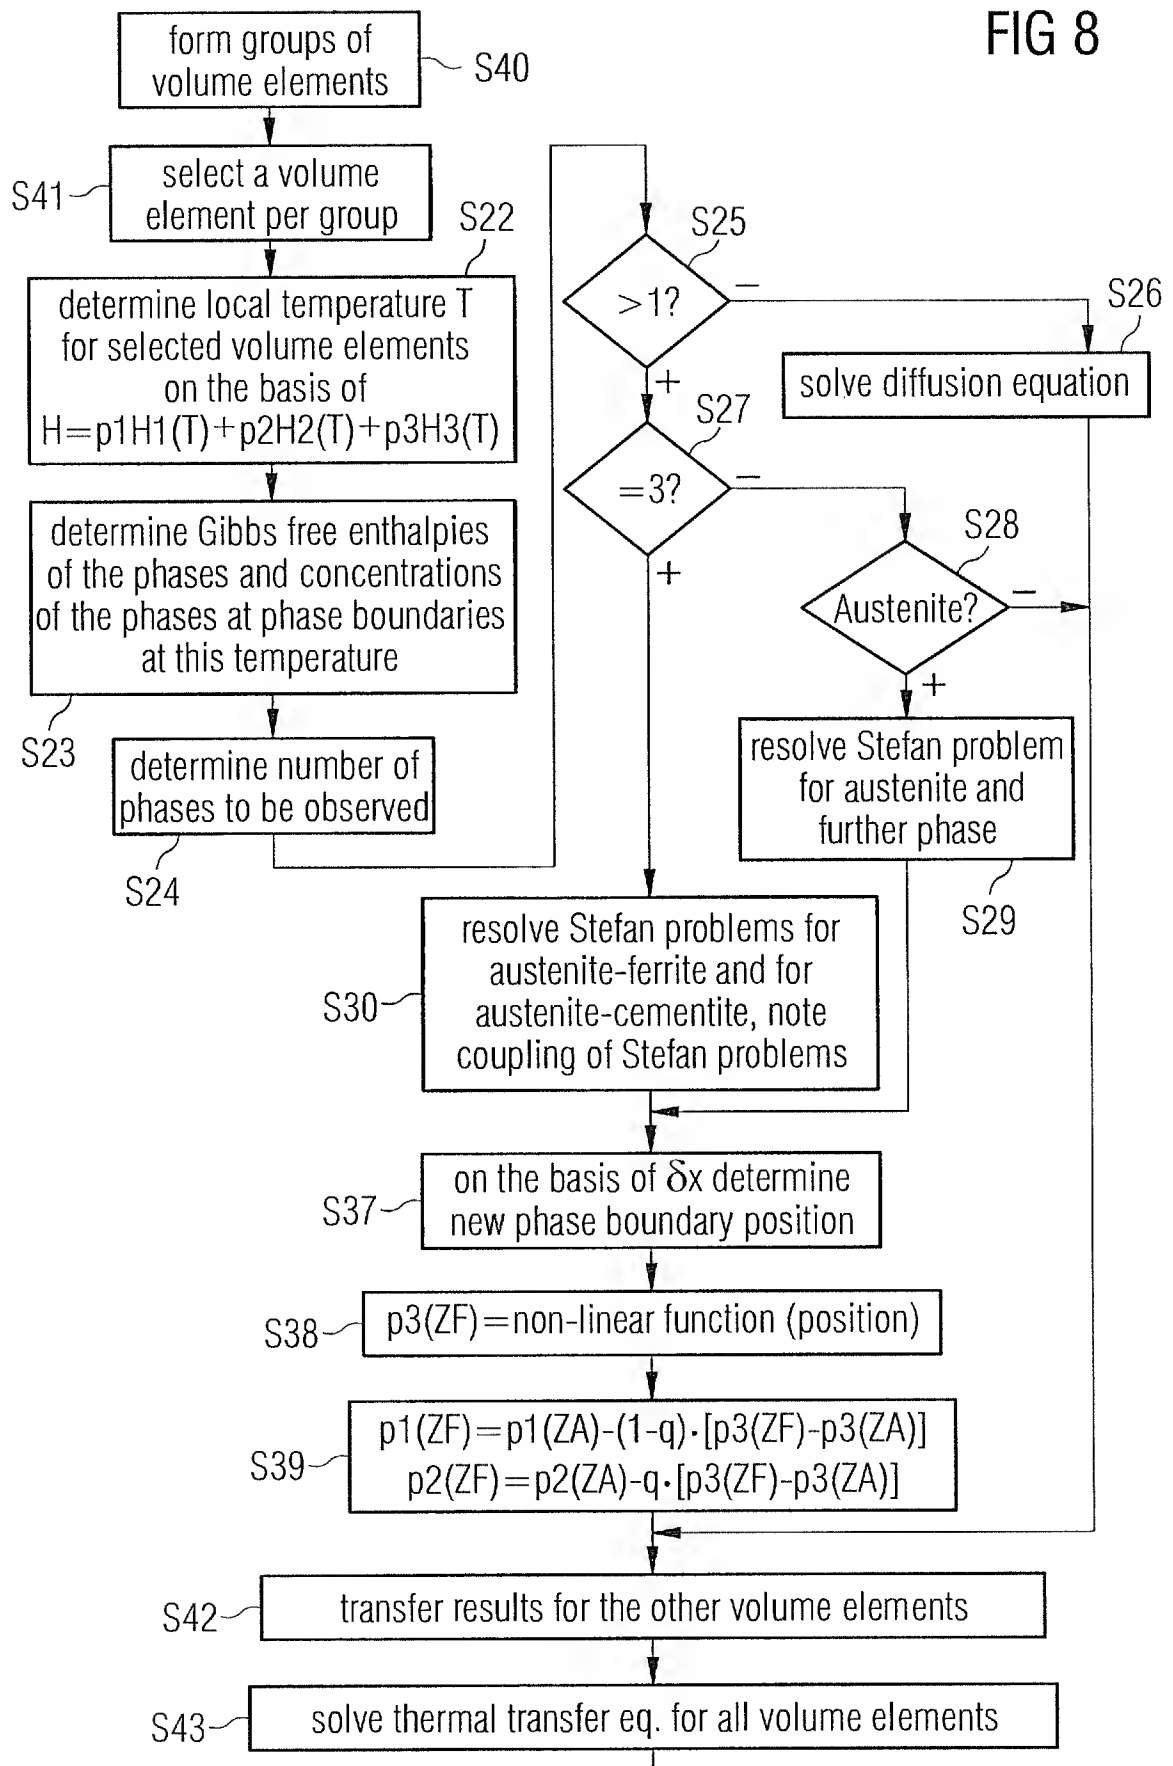 FIG 8
form groups of
volume elements
S40
select a volume
element per group
S41
S22
determine local temperature T
for selected volume elements
on the basis of
H=p1H1(T)+p2H2(T)+p3H3(T)
determine Gibbs free enthalpies
of the phases and concentrations
of the phases at phase boundaries
at this temperature
S23
determine number of
phases to be observed
S24
S25
>1?
−
+
S26
solve diffusion equation
S27
=3?
−
+
S28
Austenite?
−
+
resolve Stefan problem
for austenite and
further phase
S29
resolve Stefan problems for
austenite-ferrite and for
austenite-cementite, note
coupling of Stefan problems
S30
on the basis of δx determine
new phase boundary position
S37
p3(ZF)=non-linear function (position)
S38
p1(ZF)=p1(ZA)-(1-q)·[p3(ZF)-p3(ZA)]
p2(ZF)=p2(ZA)-q·[p3(ZF)-p3(ZA)]
S39
transfer results for the other volume elements
S42
solve thermal transfer eq. for all volume elements
S43